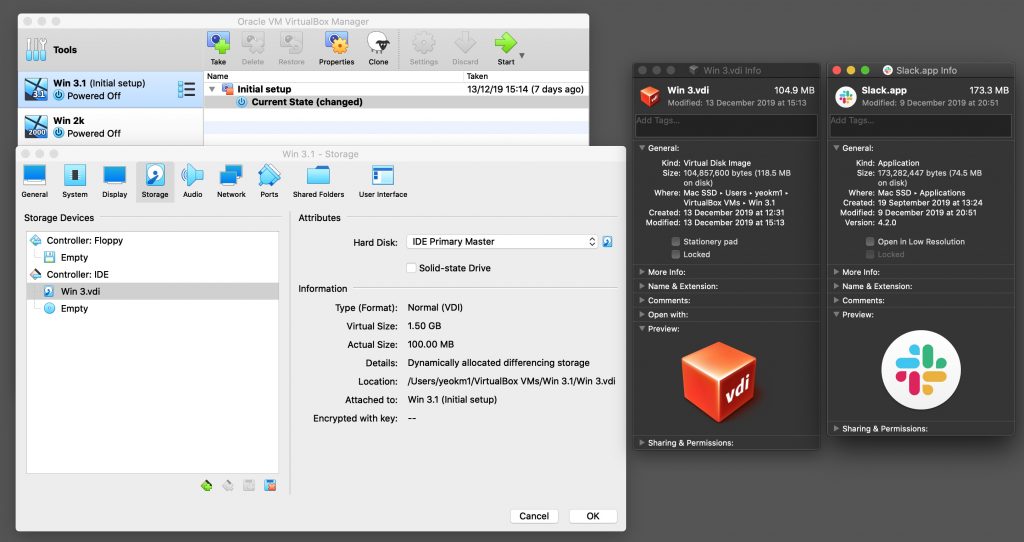 Oracle VM VirtualBox Manager
Tools
Take
Delete
Restore
Properties
Clone
Settings
Discard
Start
Win 3.1 (Initial setup)
Powered Off
3.1
Win 2k
Powered Off
2000
Name
Taken
Initial setup
13/12/19 15:14 (7 days ago)
Current State (changed)
Win 3.1 - Storage
General
System
Display
Storage
Audio
Network
Ports
Shared Folders
User Interface
Storage Devices
Controller: Floppy
Empty
Controller: IDE
Win 3.vdi
Empty
Attributes
Hard Disk:
IDE Primary Master
Solid-state Drive
Information
Type (Format): Normal (VDI)
Virtual Size: 1.50 GB
Actual Size: 100.00 MB
Details: Dynamically allocated differencing storage
Location: /Users/yeokm1/VirtualBox VMs/Win 3.1/Win 3.vdi
Attached to: Win 3.1 (Initial setup)
Encrypted with key: --
Cancel
OK
Win 3.vdi Info
Win 3.vdi 104.9 MB
Modified: 13 December 2019 at 15:13
Add Tags...
General:
Kind: Virtual Disk Image
Size: 104,857,600 bytes (118.5 MB
on disk)
Where: Mac SSD ▸ Users ▸ yeokm1 ▸
VirtualBox VMs ▸ Win 3.1
Created: 13 December 2019 at 12:31
Modified: 13 December 2019 at 15:13
Stationery pad
Locked
More Info:
Name & Extension:
Comments:
Open with:
Preview:
vdi
Sharing & Permissions:
Slack.app Info
Slack.app 173.3 MB
Modified: 9 December 2019 at 20:51
Add Tags...
General:
Kind: Application
Size: 173,282,447 bytes (74.5 MB
on disk)
Where: Mac SSD ▸ Applications
Created: 19 September 2019 at 13:24
Modified: 9 December 2019 at 20:51
Version: 4.2.0
Open in Low Resolution
Locked
More Info:
Name & Extension:
Comments:
Preview:
Sharing & Permissions: